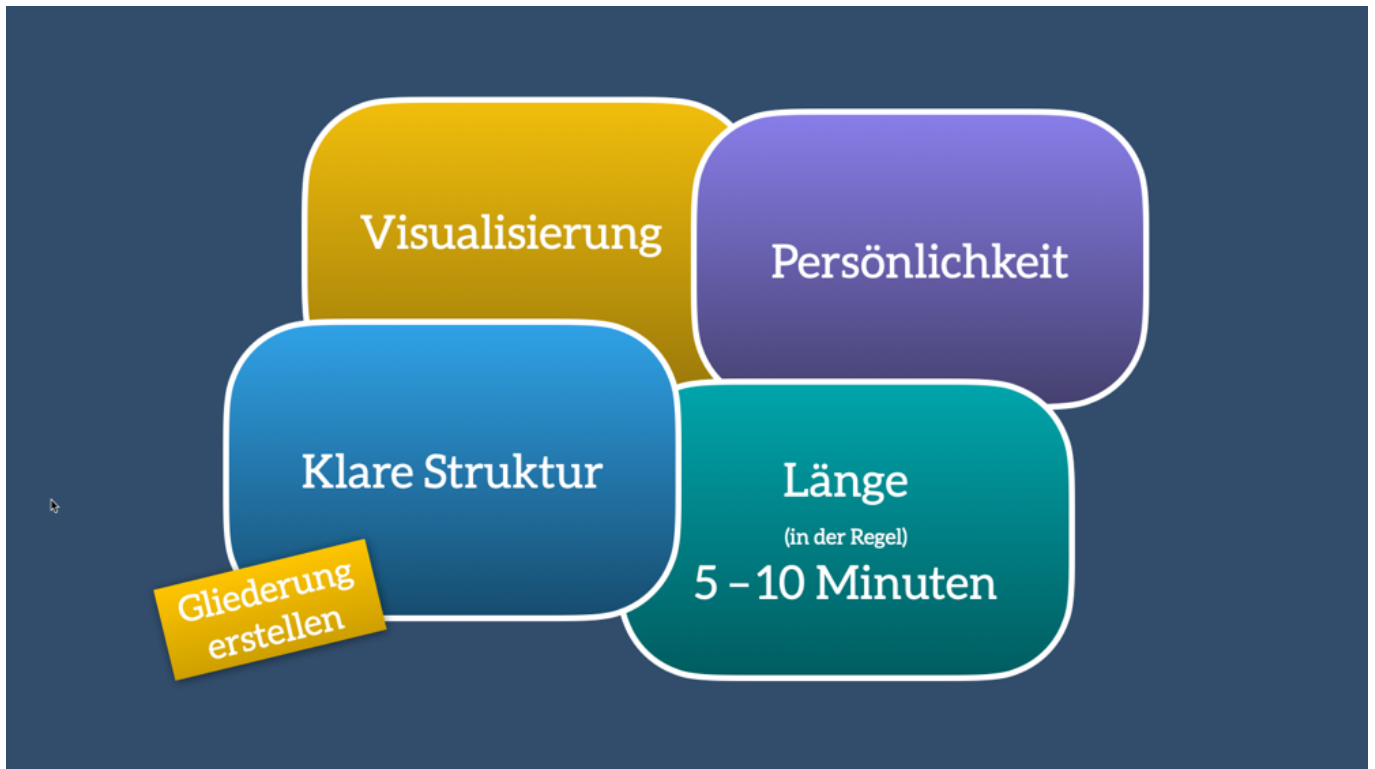 Visualisierung
Persönlichkeit
Klare Struktur
Länge
(in der Regel)
5 – 10 Minuten
Gliederung
erstellen